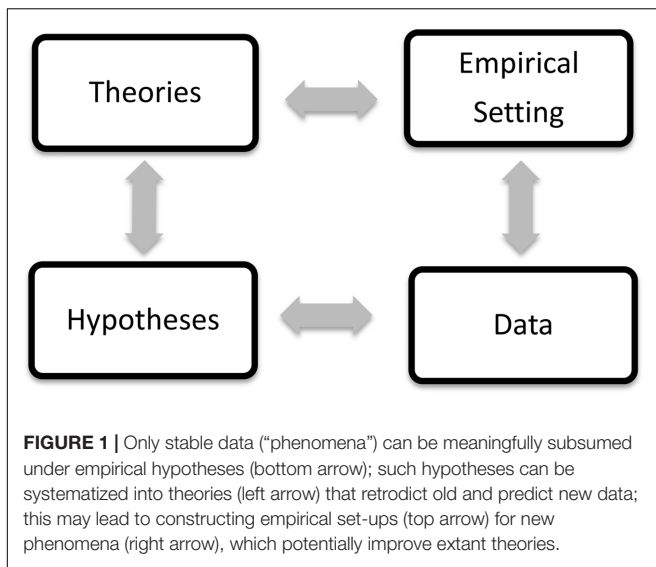 Theories
Empirical
Setting
Hypotheses
Data
FIGURE 1 | Only stable data (“phenomena”) can be meaningfully subsumed
under empirical hypotheses (bottom arrow); such hypotheses can be
systematized into theories (left arrow) that retrodict old and predict new data;
this may lead to constructing empirical set-ups (top arrow) for new
phenomena (right arrow), which potentially improve extant theories.